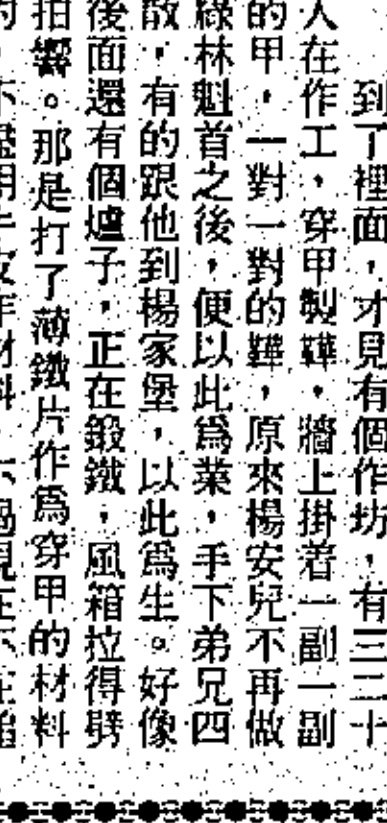 到了裡面，才見有個作坊，有三二十
人在作工，穿甲製鞾，牆上掛着一副一副
的甲，一對一對的鞾，原來楊安兒不再做
綠林魁首之後，便以此爲業，手下弟兄四
散，有的跟他到楊家堡，以此爲生。好像
後面還有個爐子，正在鍛鐵，風箱拉得劈
拍響。那是打了薄鐵片作爲穿甲的材料